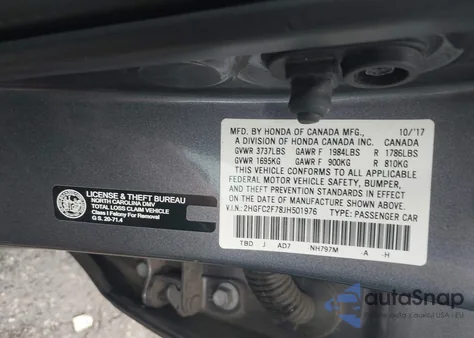 LICENSE & THEFT BUREAU
NORTH CAROLINA DMV
TOTAL LOSS CLAIM VEHICLE
Class I Felony For Removal
G.S. 20-71.4
MFD. BY HONDA OF CANADA MFG., 10/'17
A DIVISION OF HONDA CANADA INC. CANADA
GVWR 3737LBS GAWR F 1984LBS R 1786LBS
GVWR 1695KG GAWR F 900KG R 810KG
THIS VEHICLE CONFORMS TO ALL APPLICABLE
FEDERAL MOTOR VEHICLE SAFETY, BUMPER,
AND THEFT PREVENTION STANDARDS IN EFFECT
ON THE DATE OF MANUFACTURE SHOWN ABOVE.
V.I.N.: 2HGFC2F78JH501976 TYPE: PASSENGER CAR
TBD J AD7 NH797M -A -H
autoSnap